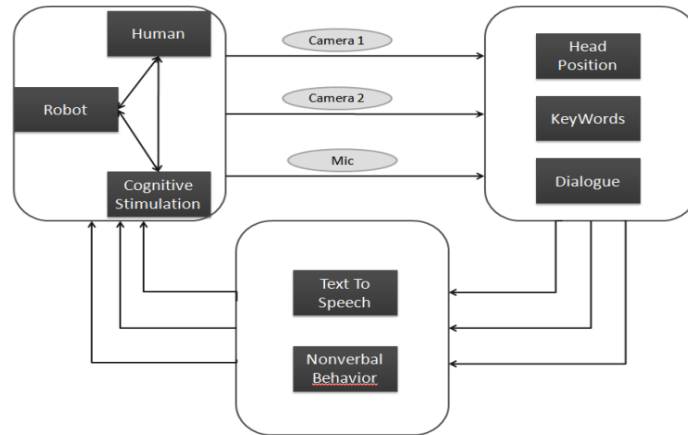 Human
Robot
Cognitive
Stimulation
Camera 1
Camera 2
Mic
Head
Position
KeyWords
Dialogue
Text To
Speech
Nonverbal
Behavior